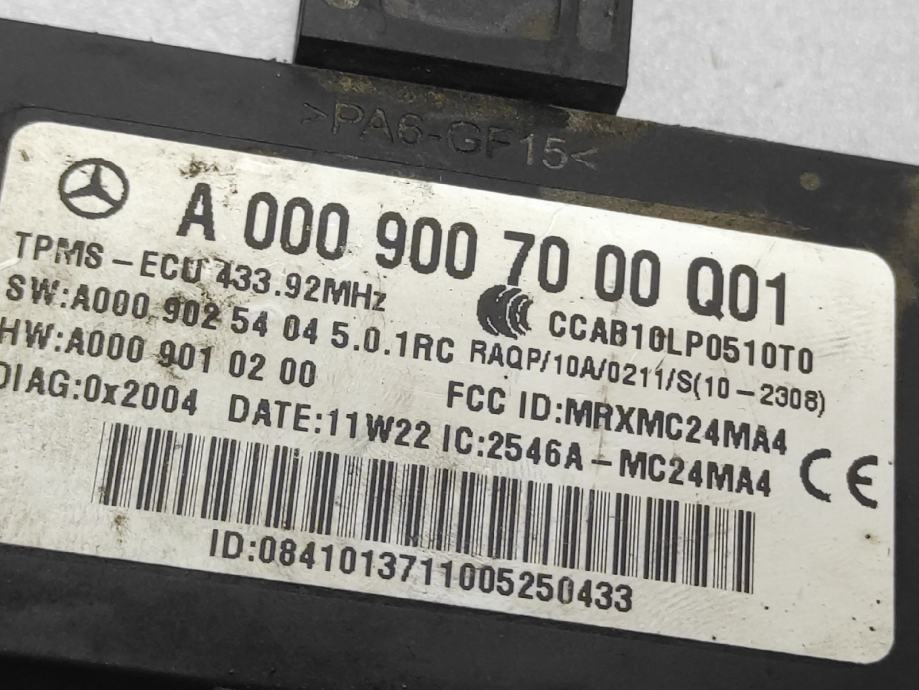 >PA6-GF15<
A 000 900 70 00 Q01
TPMS-ECU 433.92MHz
CCAB10LP0510T0
SW:A000 902 54 04 5.0.1RC
RAQP/10A/0211/S(10-2308)
HW:A000 901 02 00
FCC ID:MRXMC24MA4
DIAG:0x2004 DATE:11W22 IC:2546A-MC24MA4
CE
ID:0841013711005250433